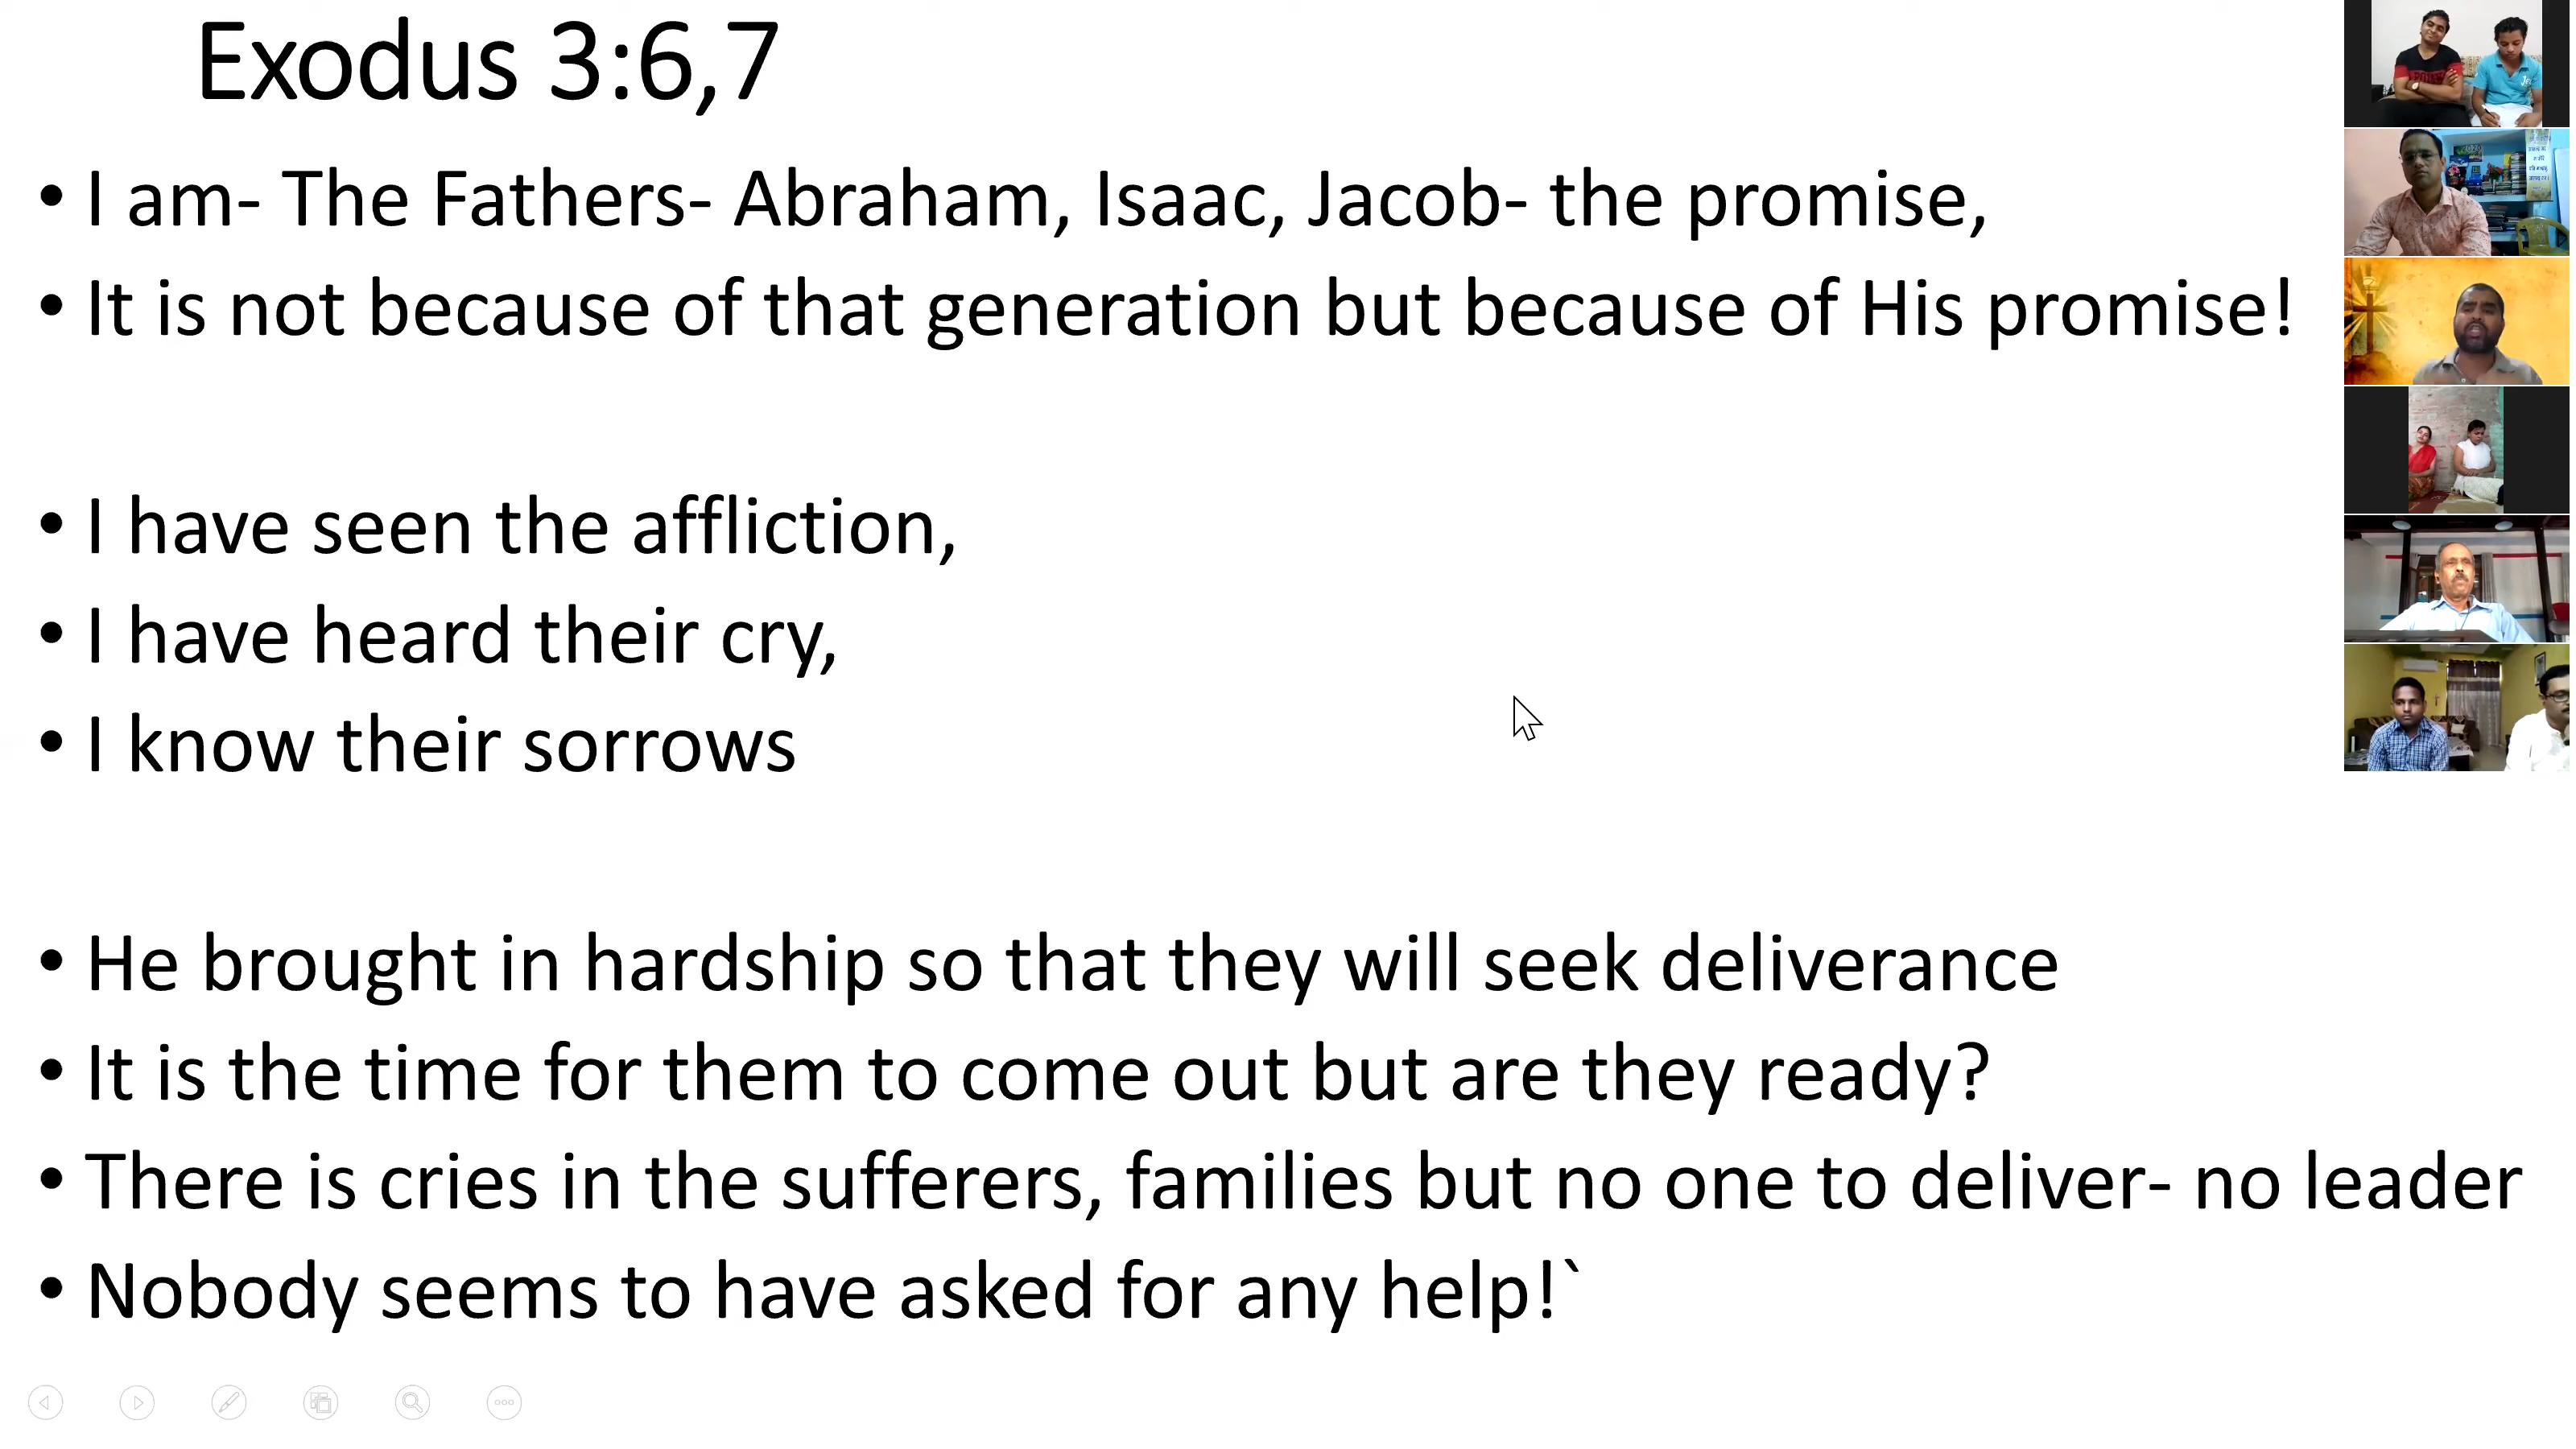 Exodus 3:6,7
• I am- The Fathers- Abraham, Isaac, Jacob- the promise,
• It is not because of that generation but because of His promise!
• I have seen the affliction,
• I have heard their cry,
• I know their sorrows
• He brought in hardship so that they will seek deliverance
• It is the time for them to come out but are they ready?
• There is cries in the sufferers, families but no one to deliver- no leader
• Nobody seems to have asked for any help!`